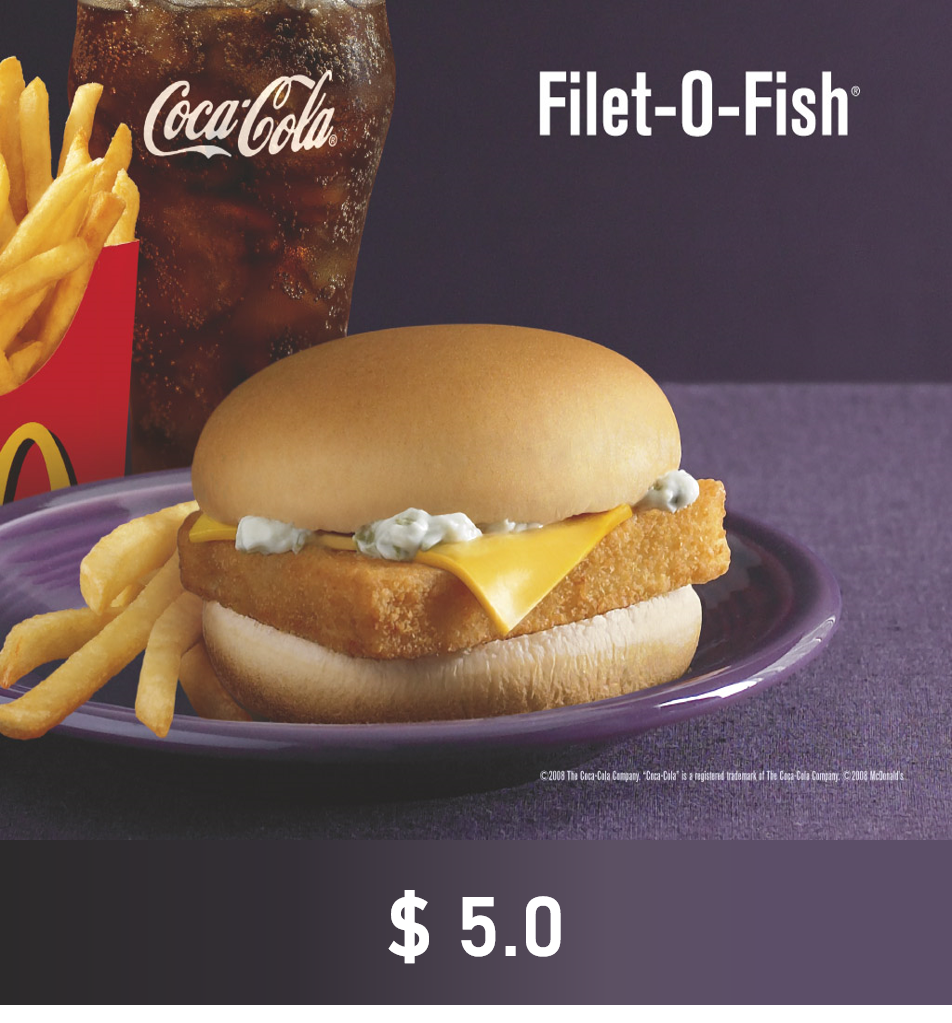 Coca-Cola®
Filet-O-Fish®
©2008 The Coca-Cola Company. "Coca-Cola" is a registered trademark of The Coca-Cola Company. ©2008 McDonald's.
$ 5.0